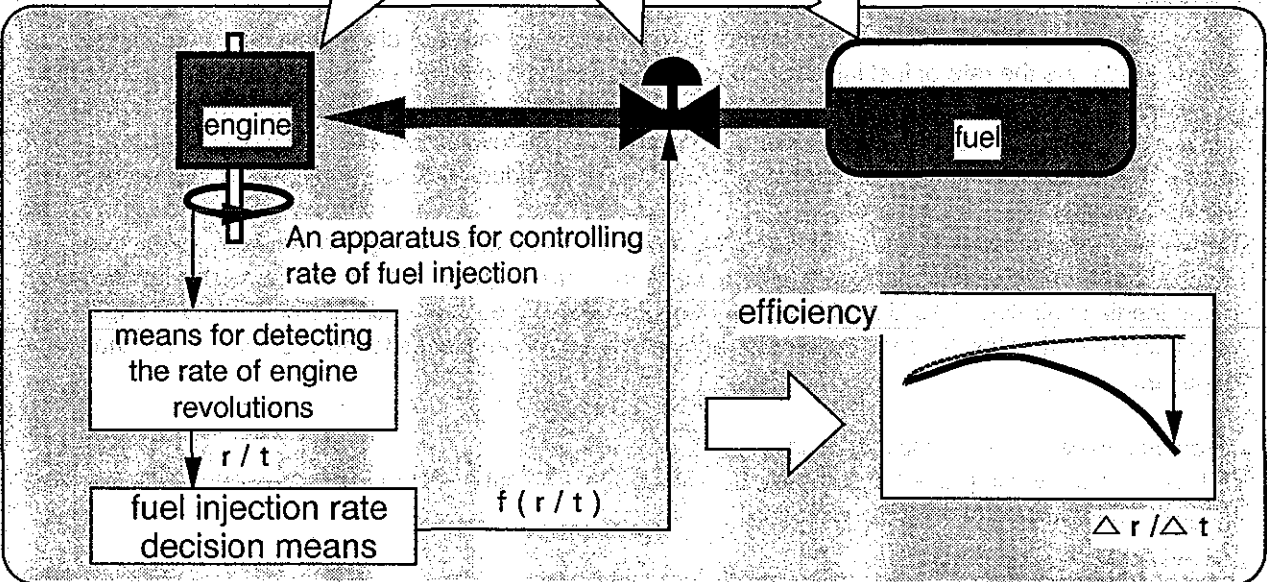 engine
fuel
An apparatus for controlling
rate of fuel injection
means for detecting
the rate of engine
revolutions
r / t
fuel injection rate
decision means
f ( r / t )
efficiency
△ r /△ t